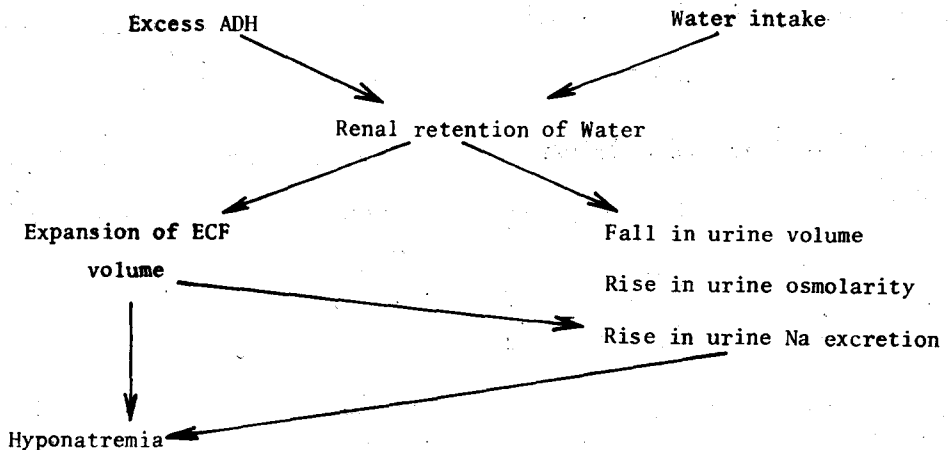 Excess ADH
Water intake
Renal retention of Water
Expansion of ECF
volume
Fall in urine volume
Rise in urine osmolarity
Rise in urine Na excretion
Hyponatremia